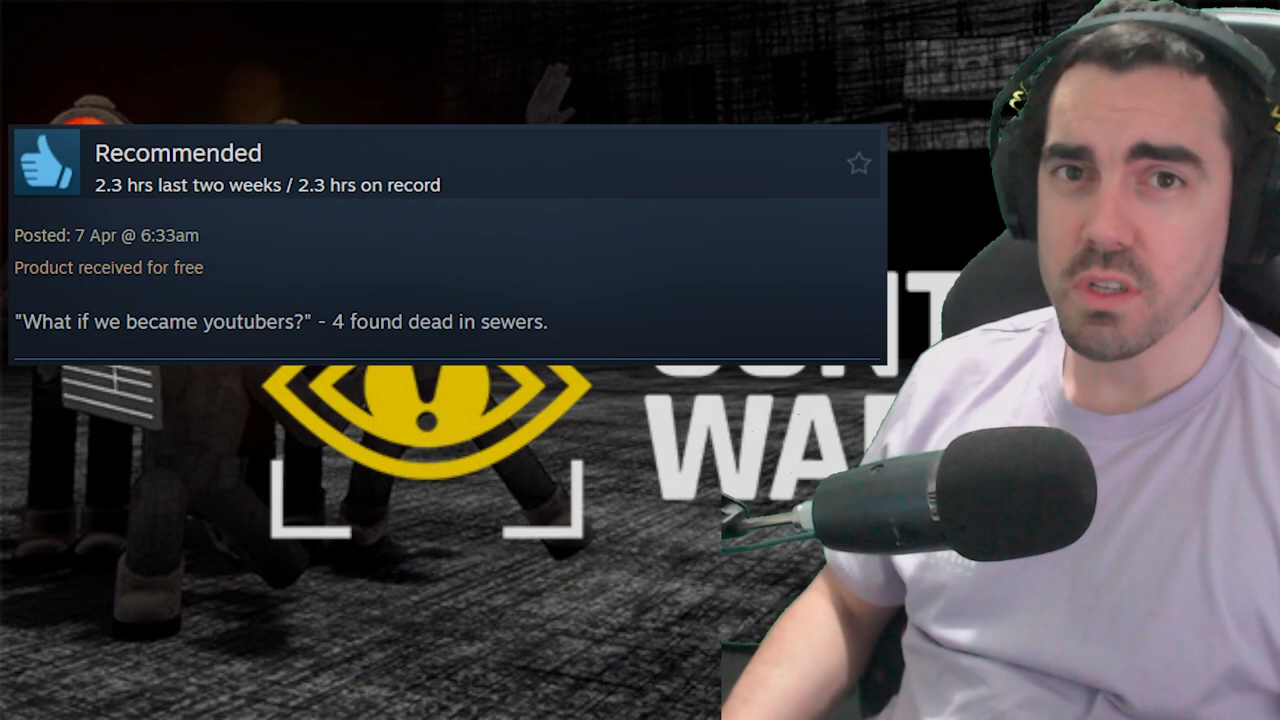 Recommended
2.3 hrs last two weeks / 2.3 hrs on record
Posted: 7 Apr @ 6:33am
Product received for free
"What if we became youtubers?" - 4 found dead in sewers.